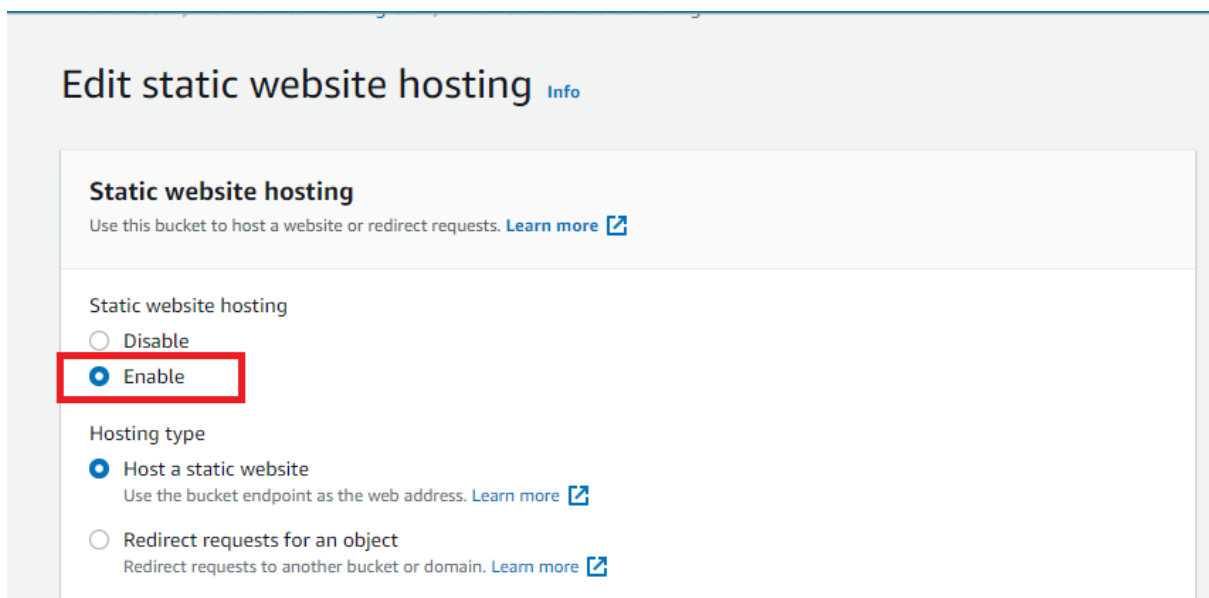 Edit static website hosting Info
Static website hosting
Use this bucket to host a website or redirect requests. Learn more
Static website hosting
Disable
Enable
Hosting type
Host a static website
Use the bucket endpoint as the web address. Learn more
Redirect requests for an object
Redirect requests to another bucket or domain. Learn more